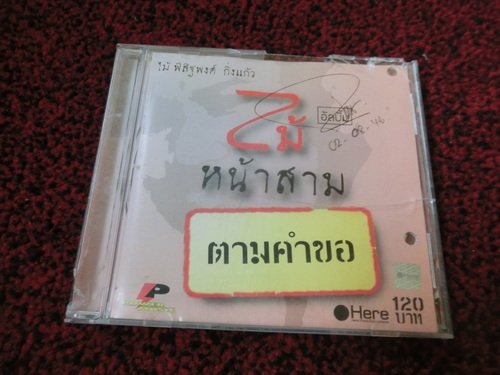 ไม้ พิสิฐพงศ์ กิ่งแก้ว
ไม้
อัลบั้ม
02-08-46
หน้าสาม
ตามคำขอ
Here
120
บาท